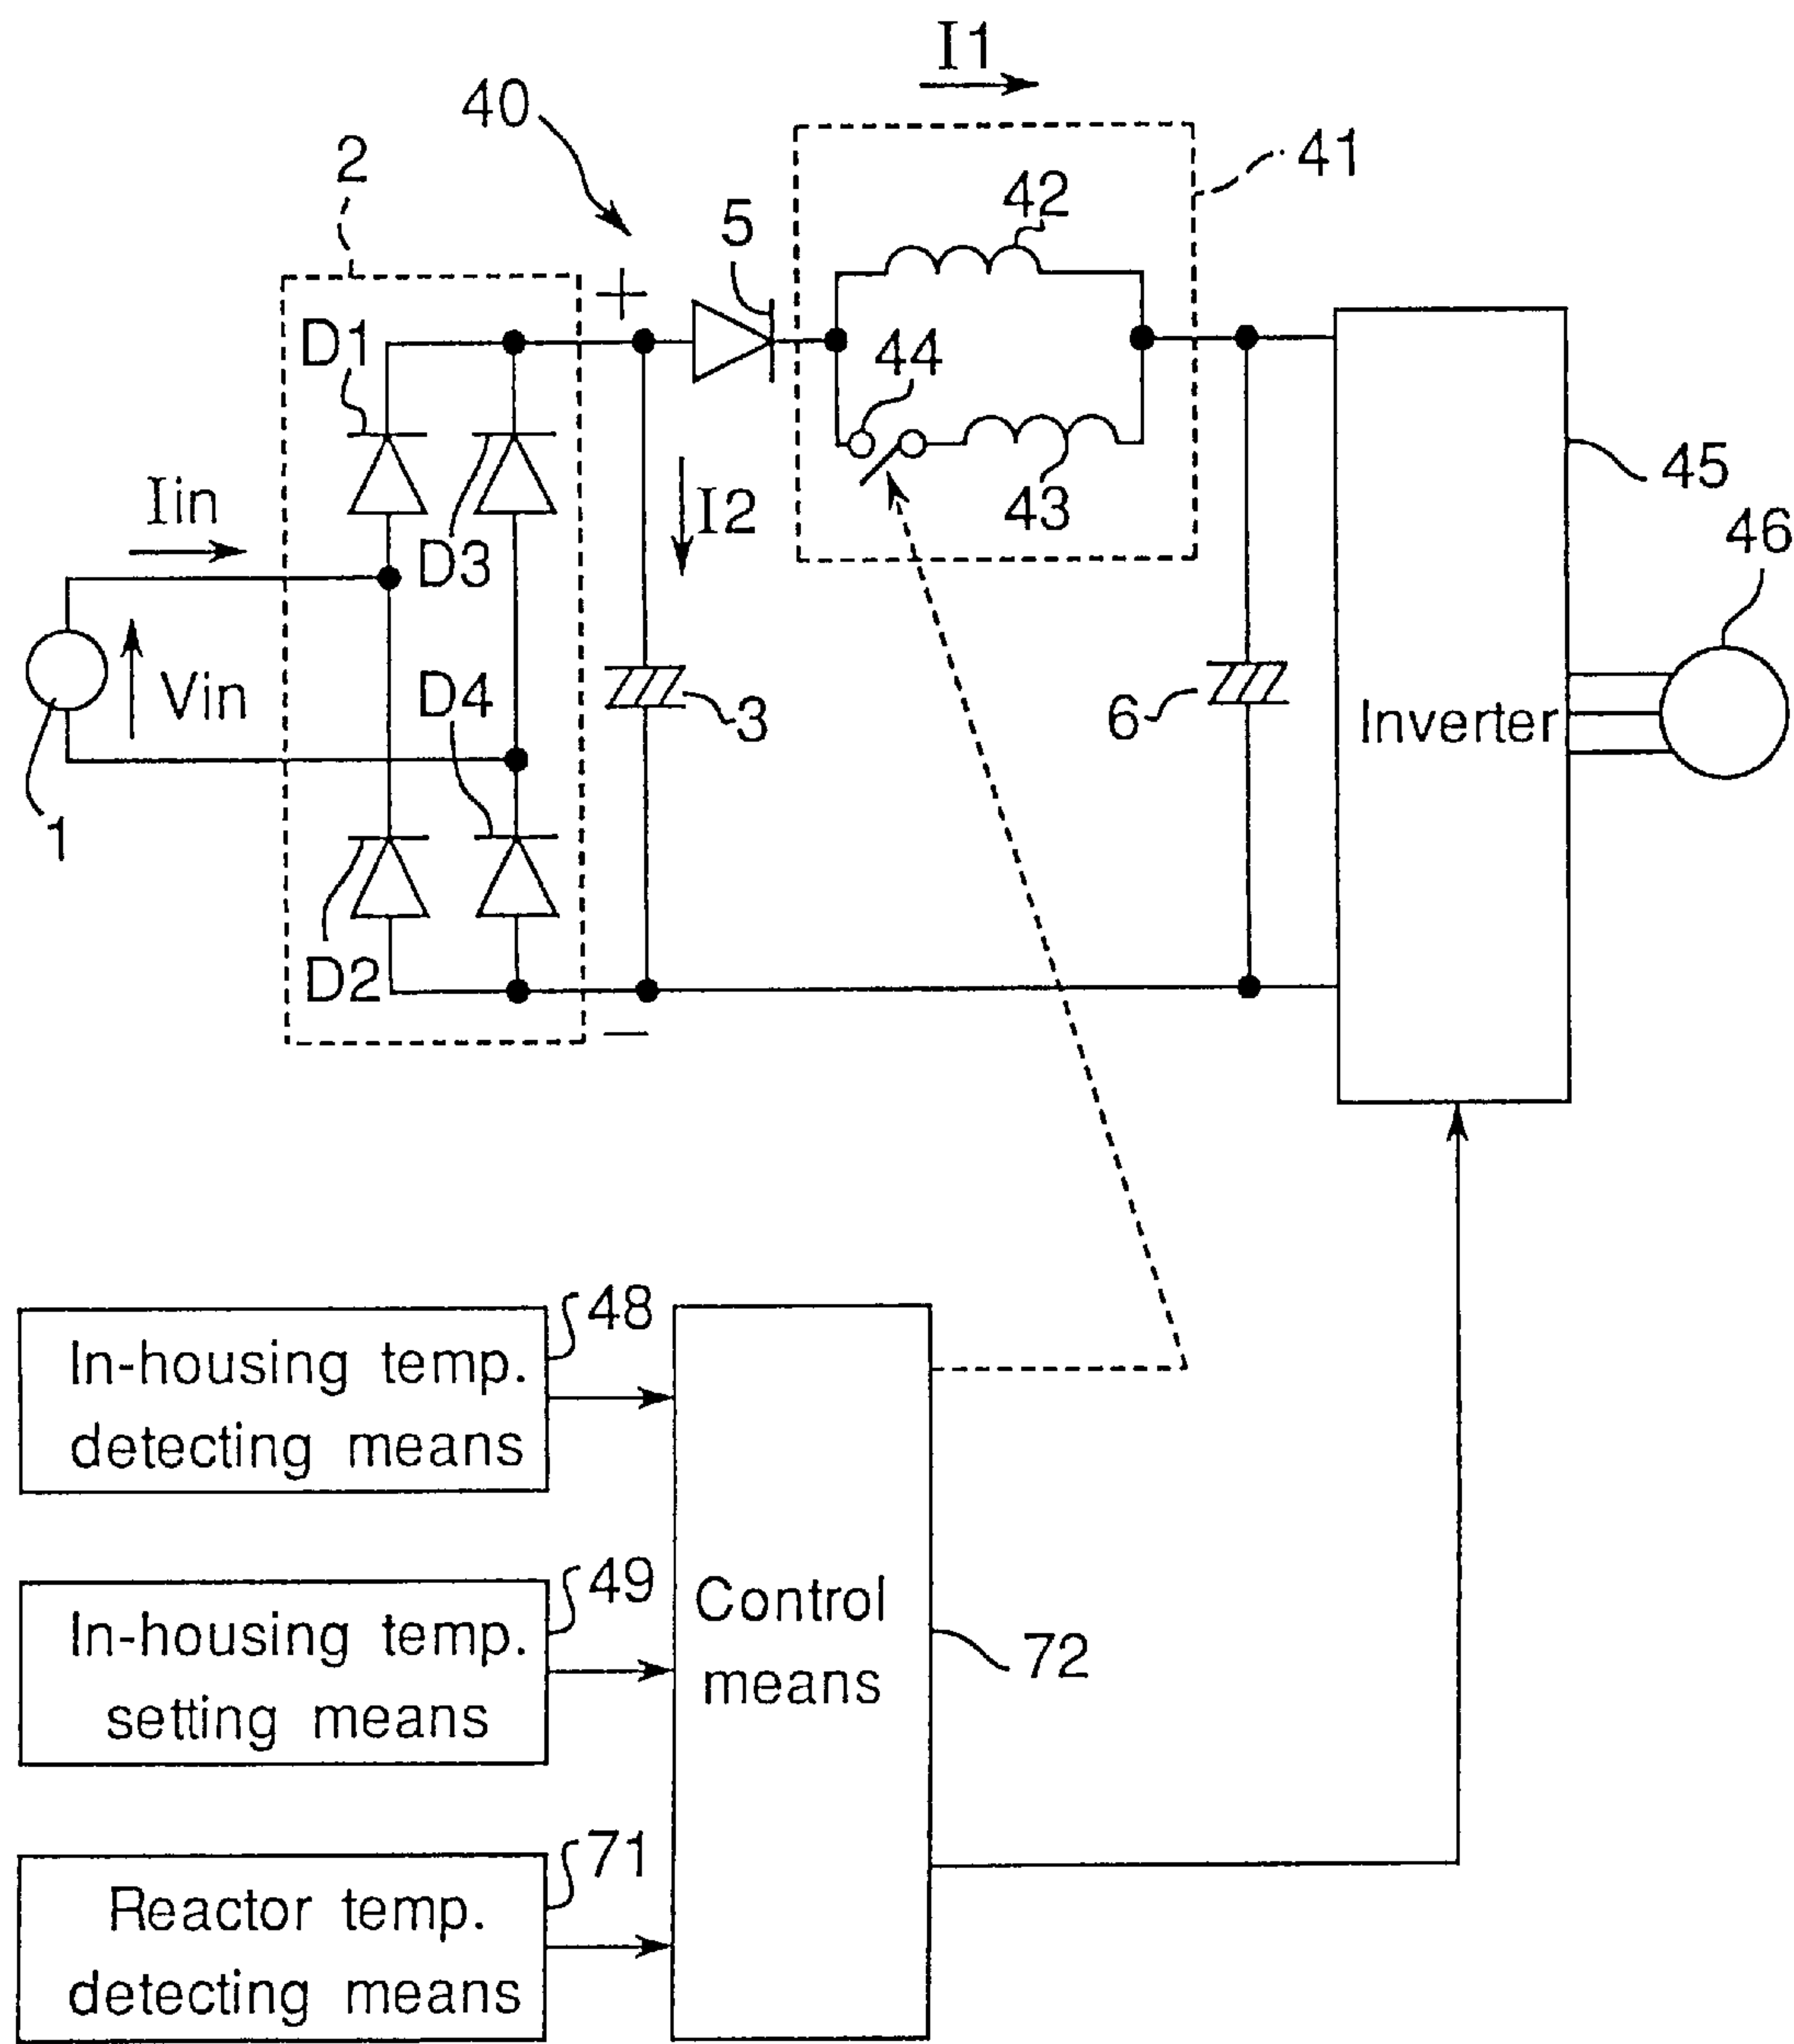 I1
40
41
2
42
5
+
D1
44
45
Iin
I2
43
46
D3
Vin
D4
3
6
Inverter
1
D2
−
48
In-housing temp.
detecting means
49
In-housing temp.
setting means
Control
means
72
71
Reactor temp.
detecting means